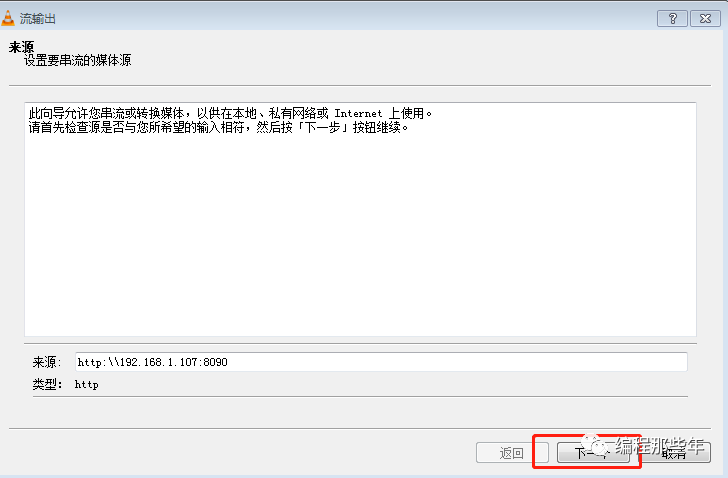 流输出
来源
设置要串流的媒体源
此向导允许您串流或转换媒体，以供在本地、私有网络或 Internet 上使用。
请首先检查源是否与您所希望的输入相符，然后按「下一步」按钮继续。
来源： http:\\192.168.1.107:8090
类型： http
返回 下一个 取消
编程那些年